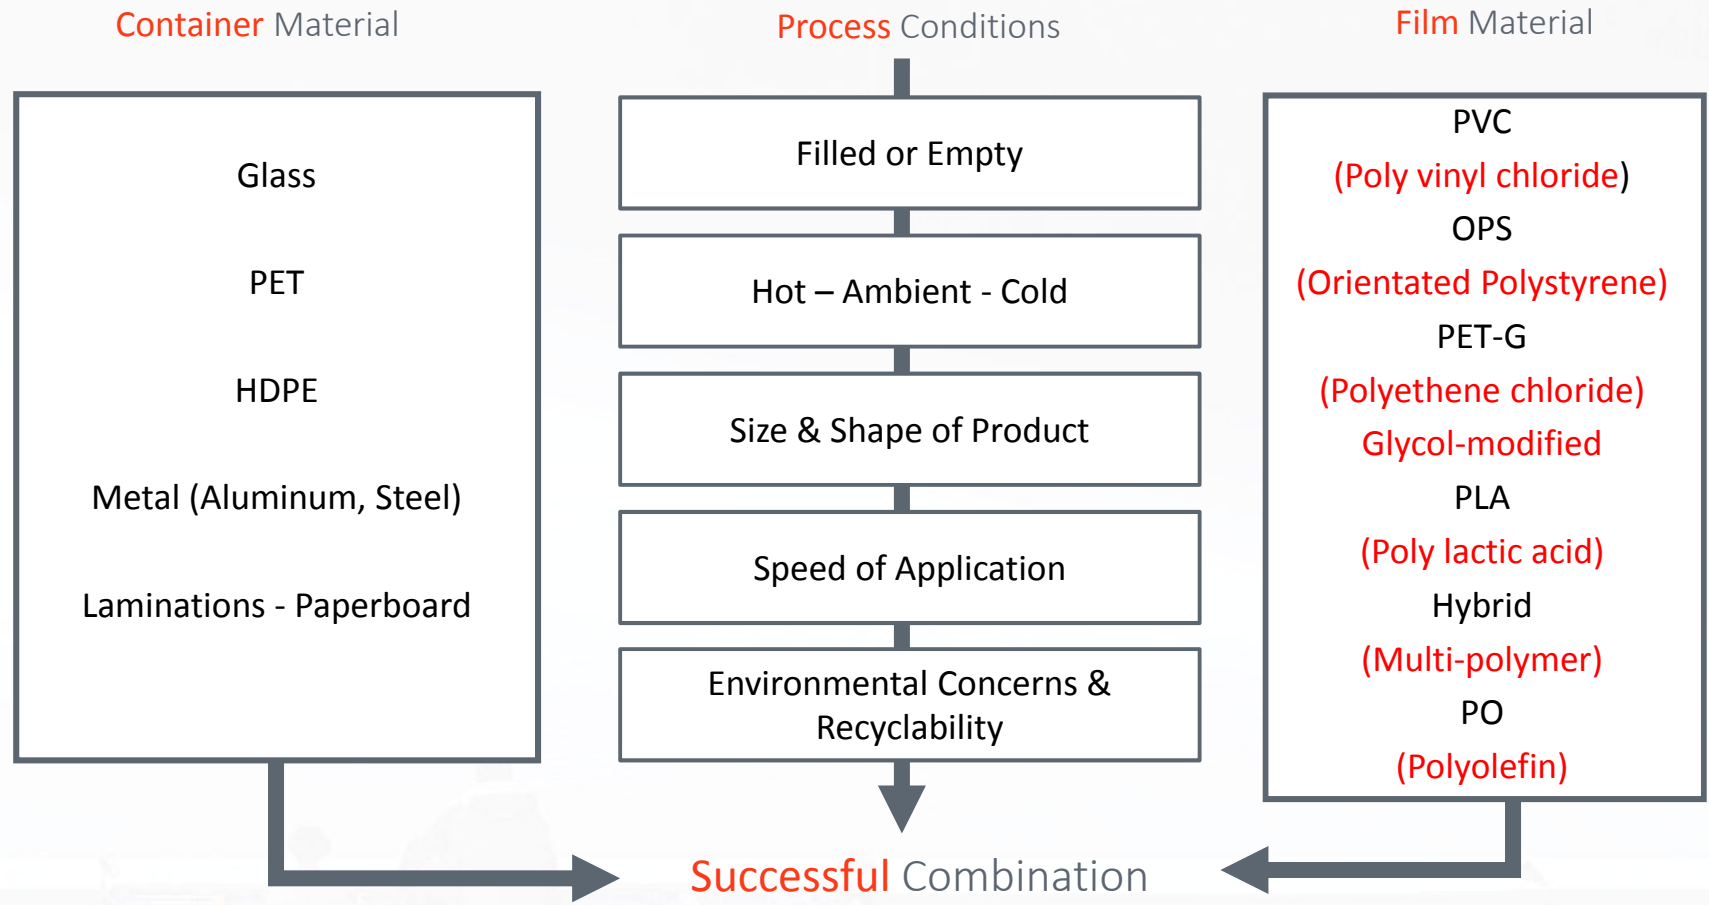 Container Material
Glass
PET
HDPE
Metal (Aluminum, Steel)
Laminations - Paperboard
Process Conditions
Filled or Empty
Hot – Ambient - Cold
Size & Shape of Product
Speed of Application
Environmental Concerns &
Recyclability
Film Material
PVC
(Poly vinyl chloride)
OPS
(Orientated Polystyrene)
PET-G
(Polyethene chloride)
Glycol-modified
PLA
(Poly lactic acid)
Hybrid
(Multi-polymer)
PO
(Polyolefin)
Successful Combination